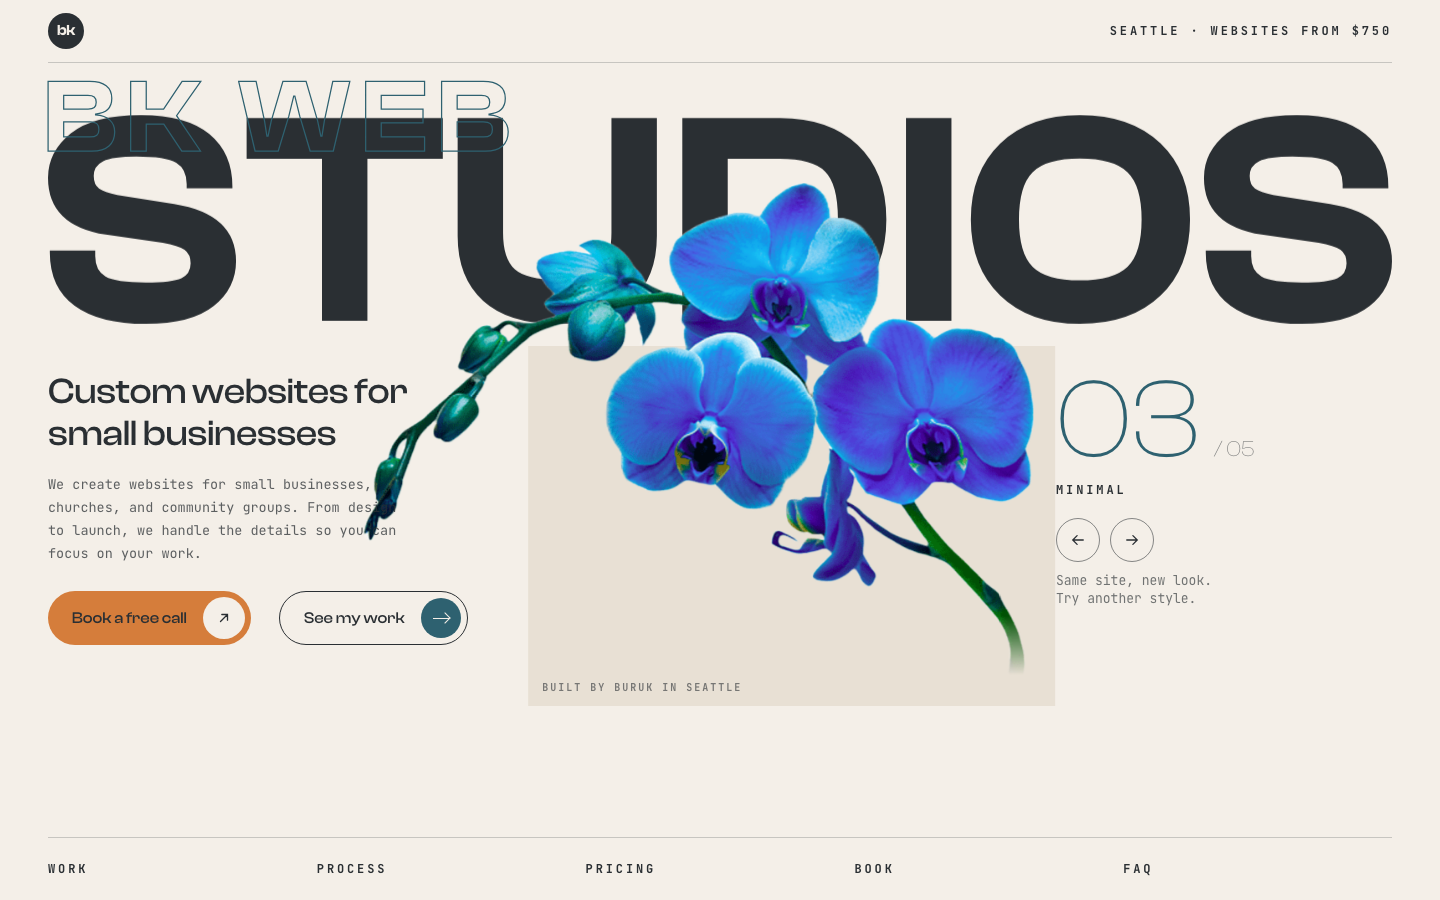 bk
SEATTLE · WEBSITES FROM $750
BK WEB
STUDIOS
Custom websites for
small businesses
We create websites for small businesses,
churches, and community groups. From design
to launch, we handle the details so you can
focus on your work.
Book a free call
See my work
03 / 05
MINIMAL
Same site, new look.
Try another style.
BUILT BY BURUK IN SEATTLE
WORK PROCESS PRICING BOOK FAQ